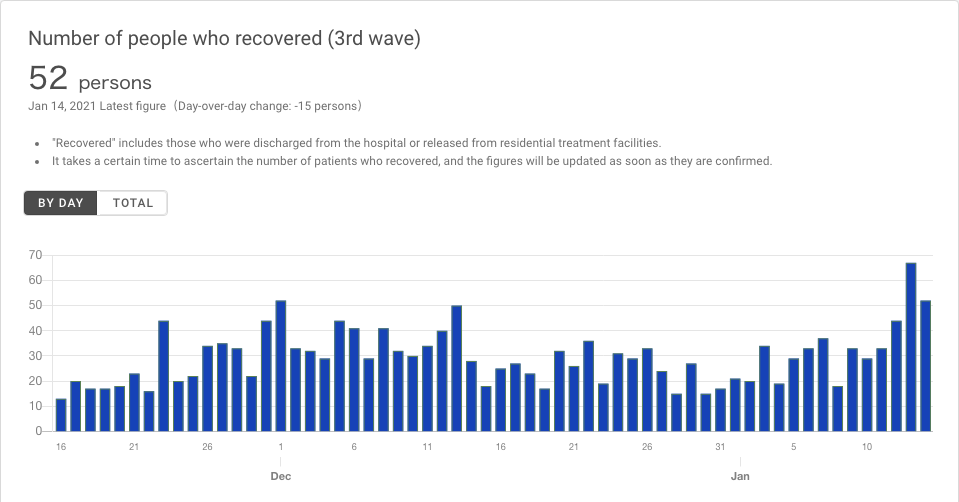 Number of people who recovered (3rd wave)
52 persons
Jan 14, 2021 Latest figure（Day-over-day change: -15 persons）
• "Recovered" includes those who were discharged from the hospital or released from residential treatment facilities.
• It takes a certain time to ascertain the number of patients who recovered, and the figures will be updated as soon as they are confirmed.
BY DAY TOTAL
70
60
50
40
30
20
10
0
16 21 26 1 6 11 16 21 26 31 5 10
Dec Jan